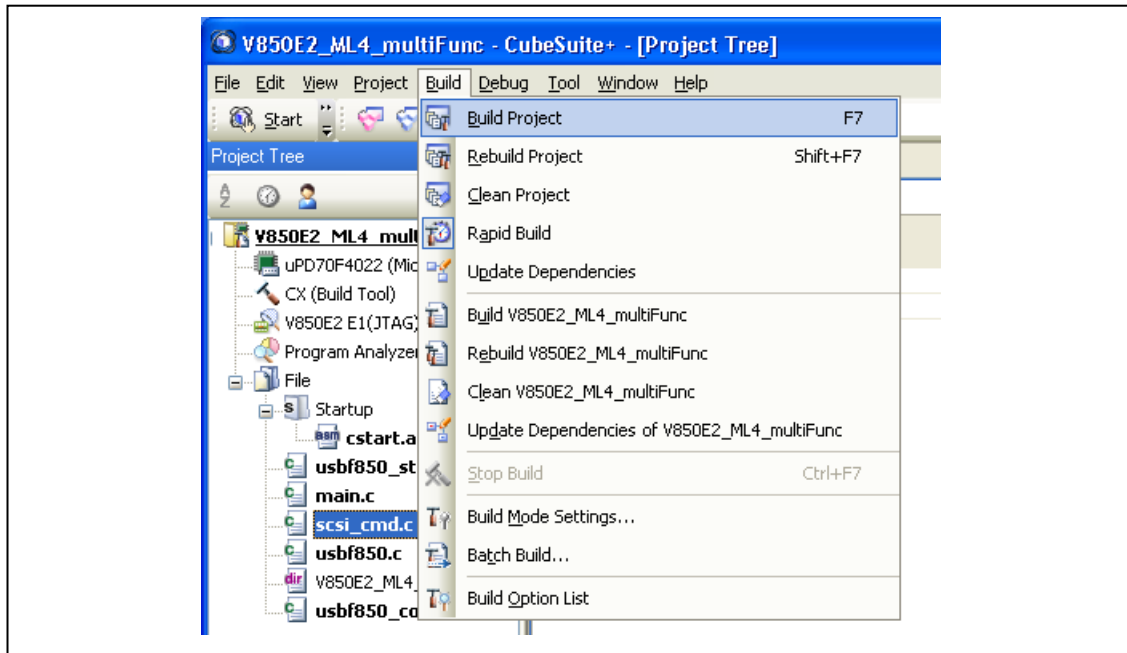 V850E2_ML4_multiFunc - CubeSuite+ - [Project Tree]
File Edit View Project Build Debug Tool Window Help
Start
Project Tree
V850E2_ML4_mul
uPD70F4022 (Mic
CX (Build Tool)
V850E2 E1(JTAG)
Program Analyze
File
Startup
cstart.a
usbf850_st
main.c
scsi_cmd.c
usbf850.c
V850E2_ML4_
usbf850_co
Build Project F7
Rebuild Project Shift+F7
Clean Project
Rapid Build
Update Dependencies
Build V850E2_ML4_multiFunc
Rebuild V850E2_ML4_multiFunc
Clean V850E2_ML4_multiFunc
Update Dependencies of V850E2_ML4_multiFunc
Stop Build Ctrl+F7
Build Mode Settings...
Batch Build...
Build Option List